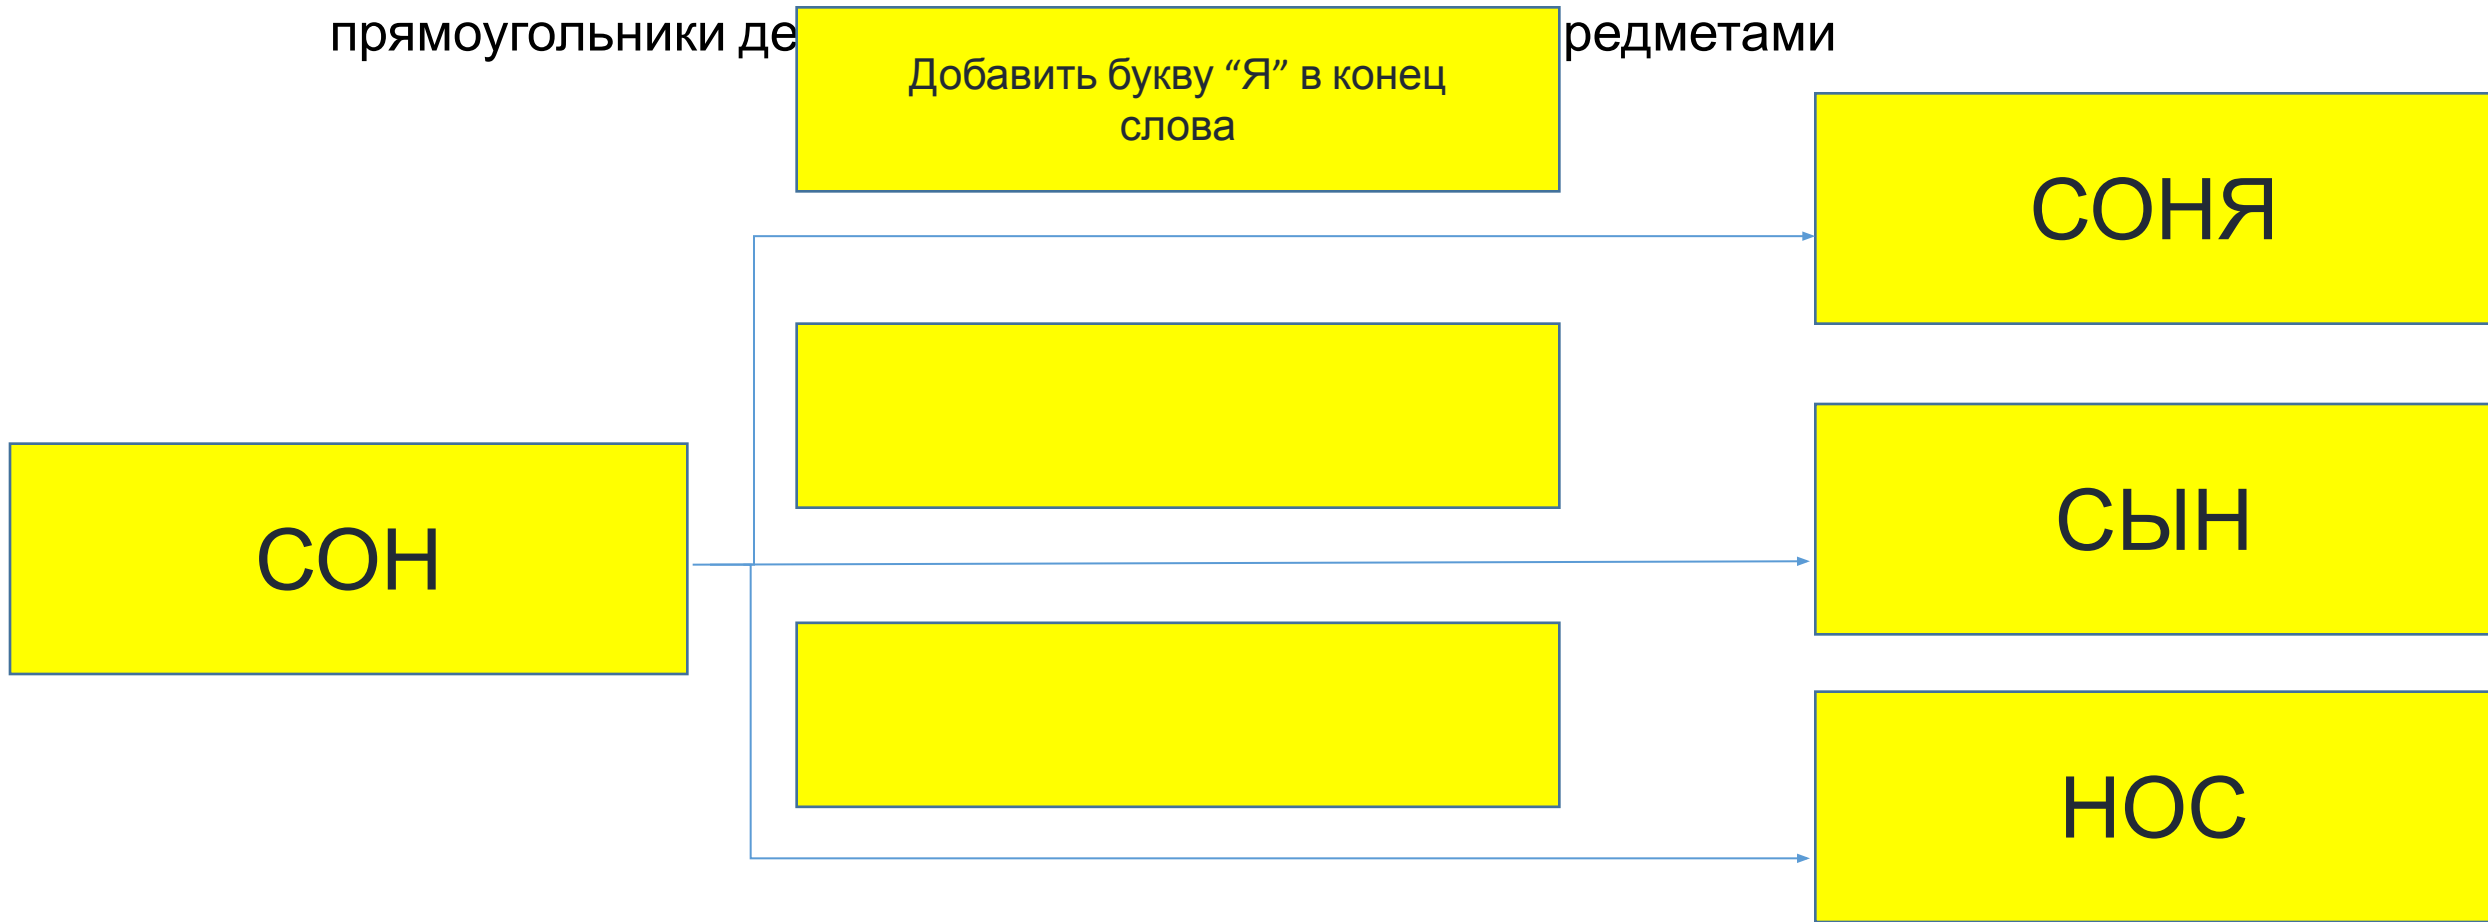 прямоугольники де редметами
Добавить букву “Я” в конец
слова
СОНЯ
СЫН
СОН
НОС